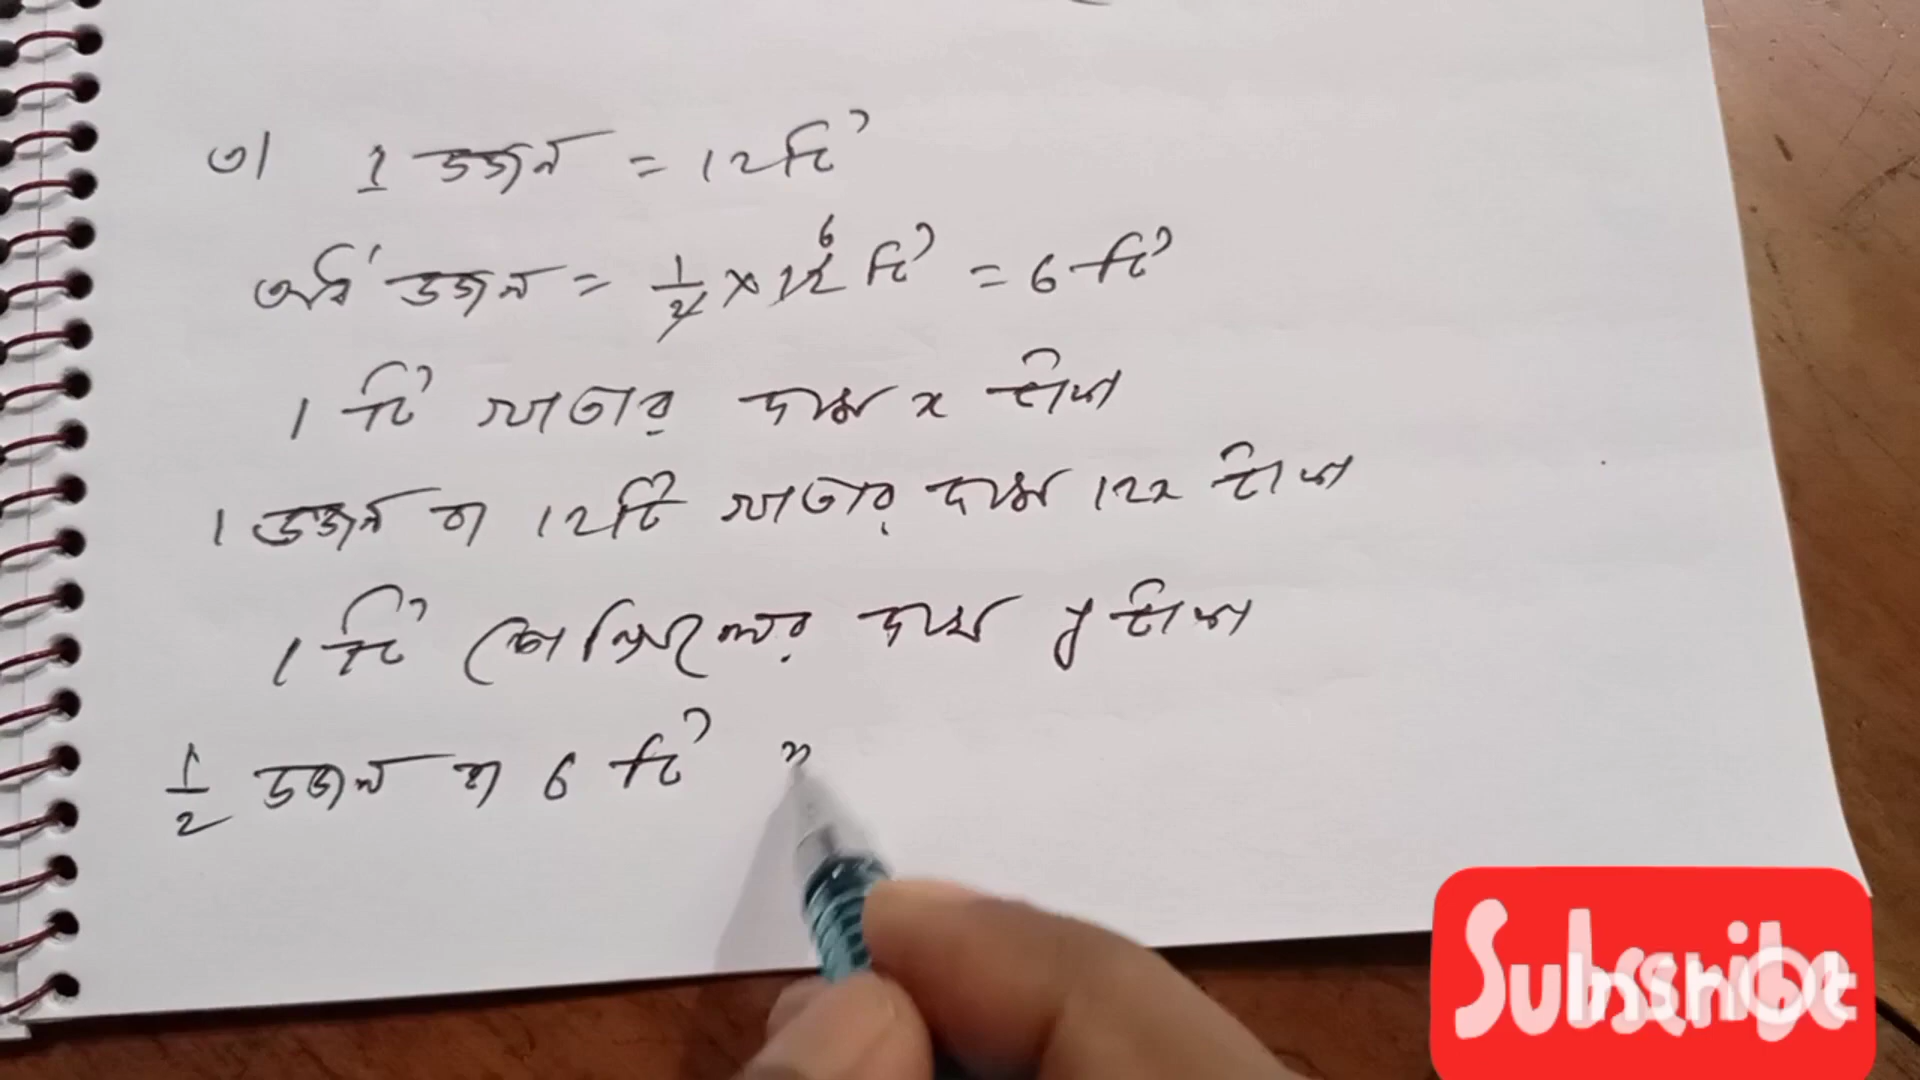 ৩। 1 ডজন = 12টি
অর্ধ ডজন = 1/2 × 12 6 টি = 6 টি
1 টি খাতার দাম x টাকা
1 ডজন বা 12টি খাতার দাম 12x টাকা
1 টি পেন্সিলের দাম y টাকা
1/2 ডজন বা 6 টি